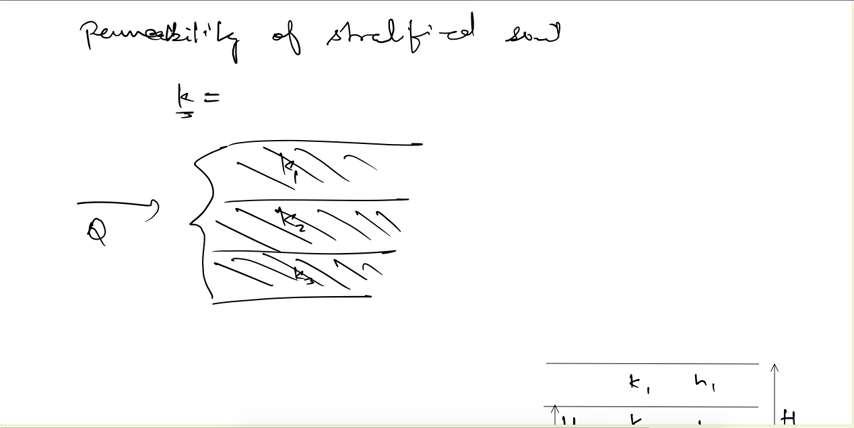 Permeability of stratified soil
k =
k1
Q
k2
k3
k1 h1
H